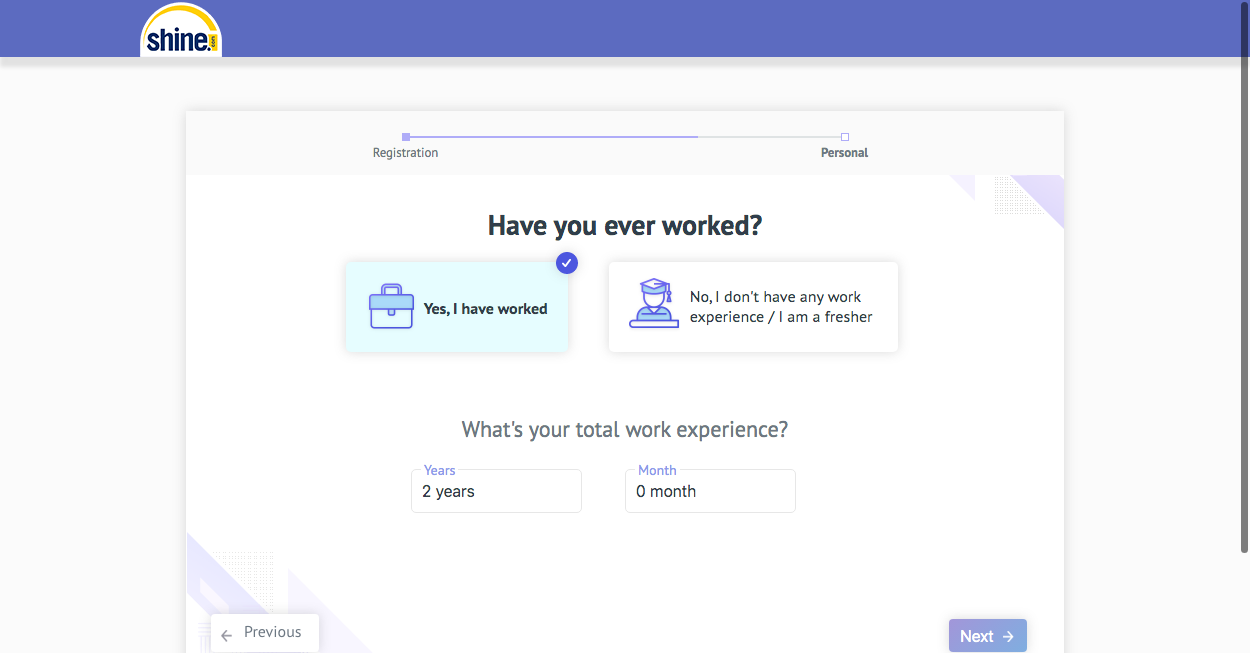 shine.com
Registration
Personal
Have you ever worked?
Yes, I have worked
No, I don't have any work
experience / I am a fresher
What's your total work experience?
Years
Month
2 years
0 month
Previous
Next